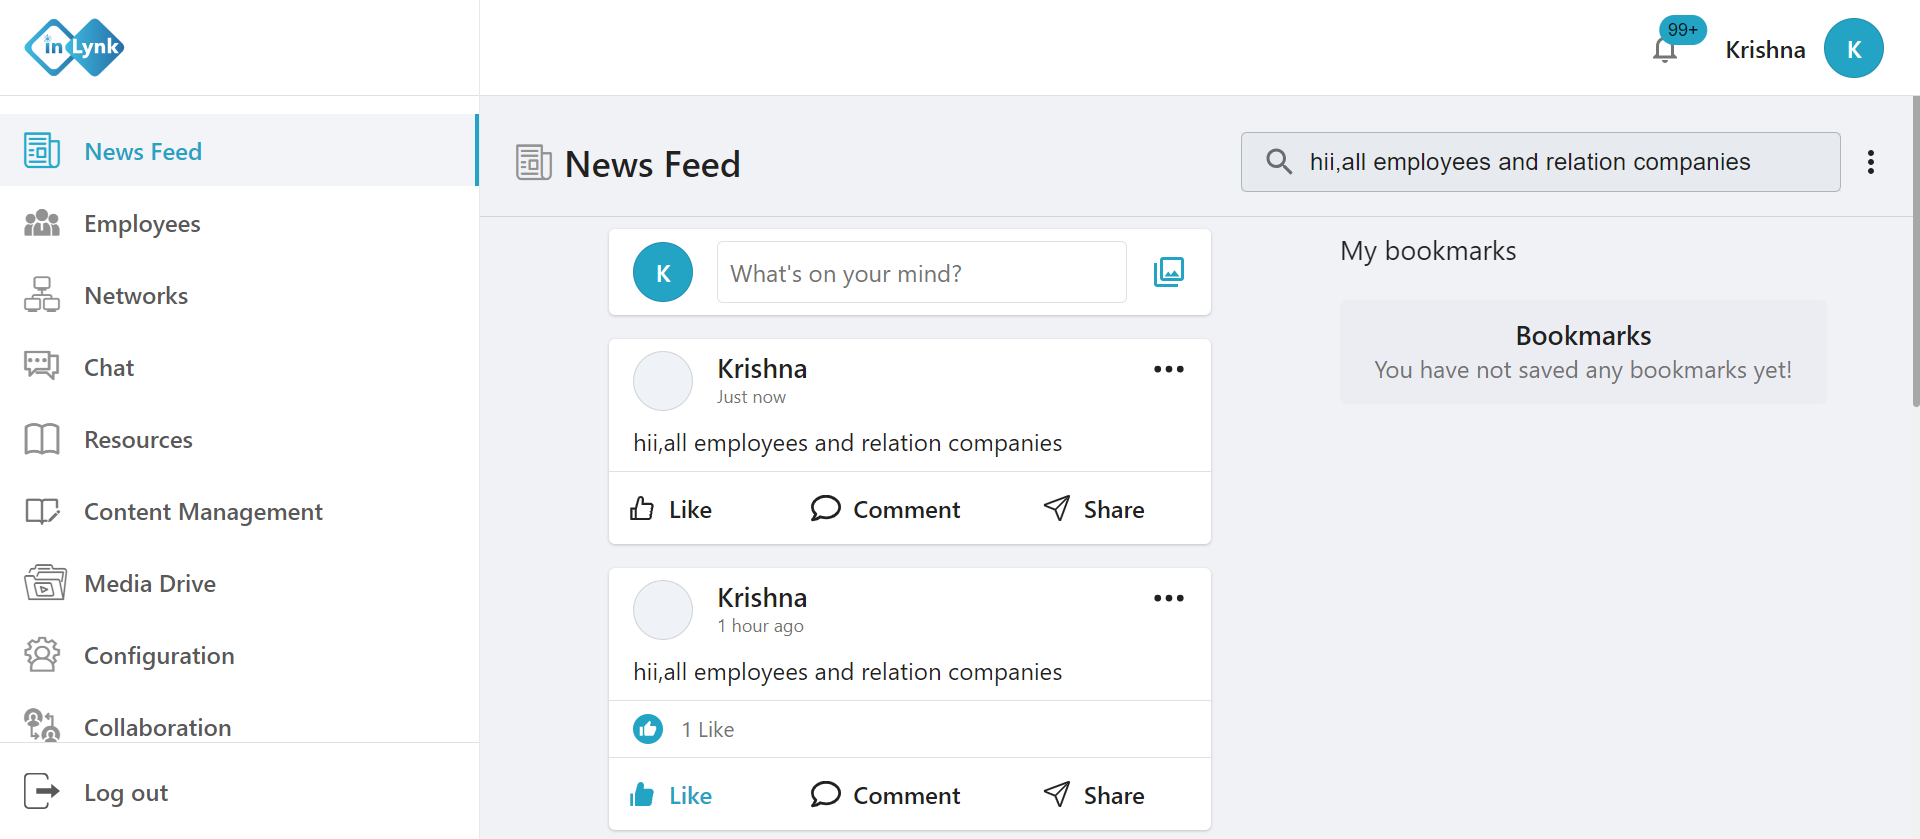 in Lynk
99+
Krishna
K
News Feed
Employees
Networks
Chat
Resources
Content Management
Media Drive
Configuration
Collaboration
Log out
News Feed
hii,all employees and relation companies
K
What's on your mind?
Krishna
Just now
hii,all employees and relation companies
Like Comment Share
Krishna
1 hour ago
hii,all employees and relation companies
1 Like
Like Comment Share
My bookmarks
Bookmarks
You have not saved any bookmarks yet!